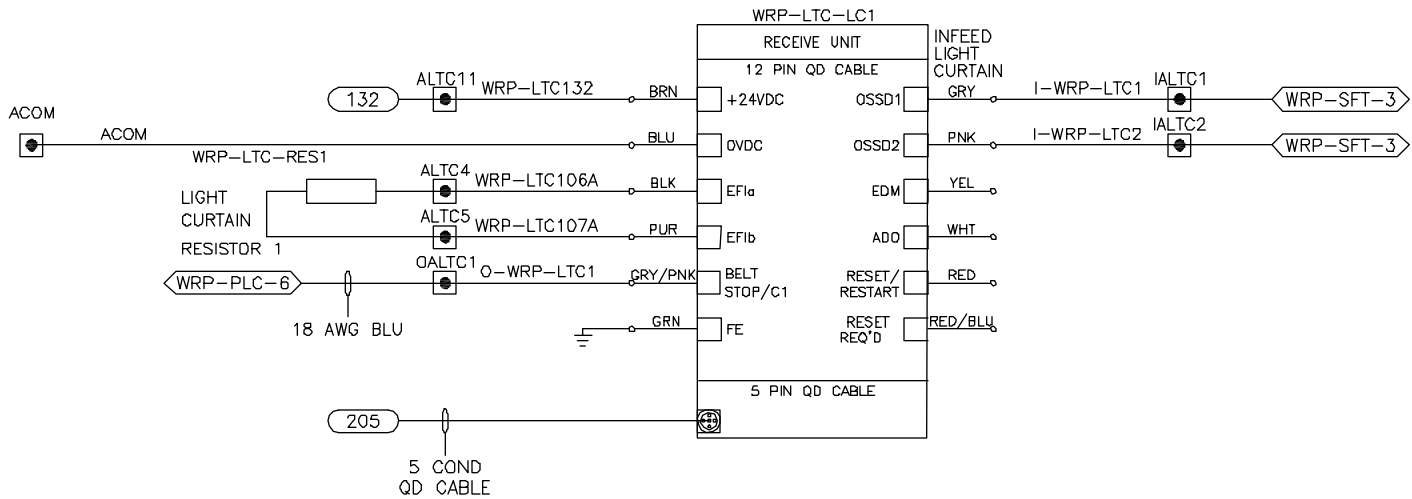 WRP-LTC-LC1
RECEIVE UNIT
INFEED
LIGHT
CURTAIN
12 PIN QD CABLE
132
ALTC11
WRP-LTC132
BRN
+24VDC
OSSD1
GRY
I-WRP-LTC1
IALTC1
WRP-SFT-3
ACOM
ACOM
BLU
0VDC
OSSD2
PNK
I-WRP-LTC2
IALTC2
WRP-SFT-3
WRP-LTC-RES1
LIGHT
CURTAIN
RESISTOR 1
ALTC4
WRP-LTC106A
BLK
EFIa
EDM
YEL
ALTC5
WRP-LTC107A
PUR
EFIb
ADO
WHT
WRP-PLC-6
OALTC1
O-WRP-LTC1
GRY/PNK
BELT
STOP/C1
RESET/
RESTART
RED
18 AWG BLU
GRN
FE
RESET
REQ'D
RED/BLU
5 PIN QD CABLE
205
5 COND
QD CABLE